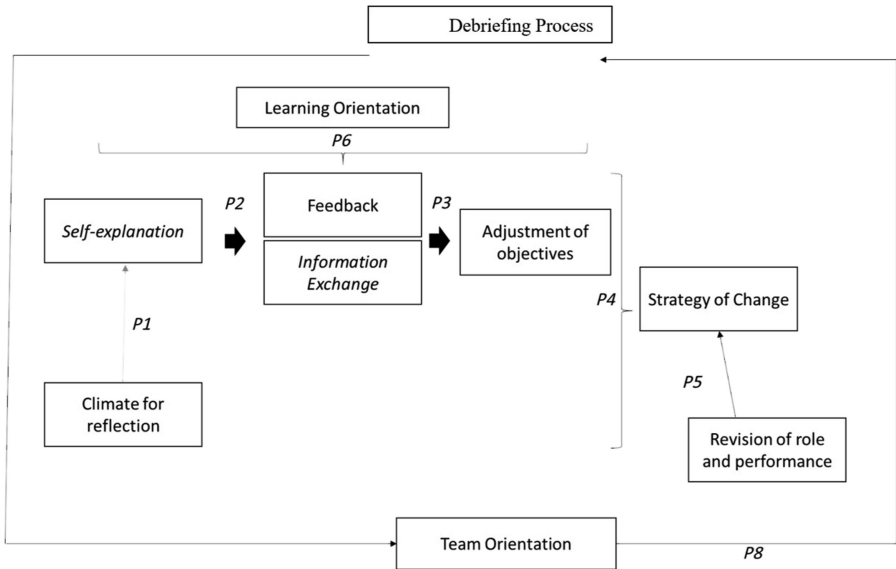 Debriefing Process
Learning Orientation
P6
P2
Feedback
P3
Self-explanation
Adjustment of
objectives
Information
Exchange
P4
Strategy of Change
P1
P5
Climate for
reflection
Revision of role
and performance
Team Orientation
P8